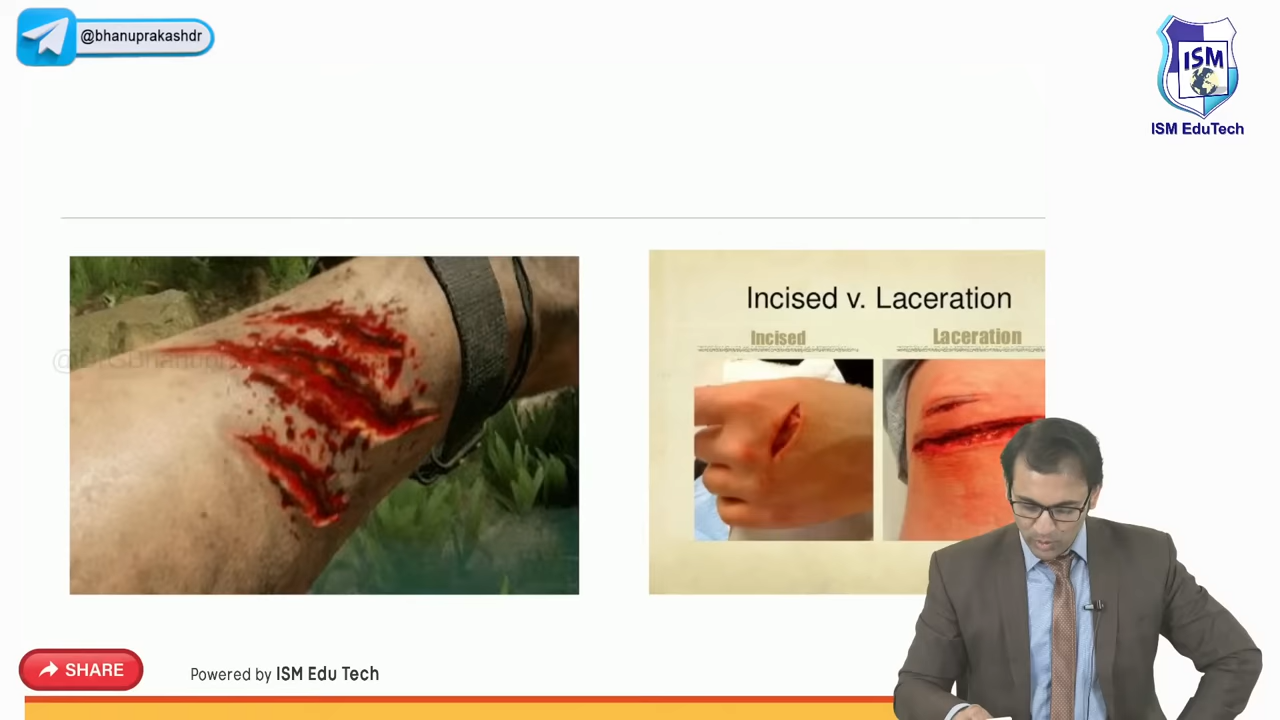 @bhanuprakashdr
ISM
ISM EduTech
Incised v. Laceration
Incised
Laceration
SHARE
Powered by ISM Edu Tech